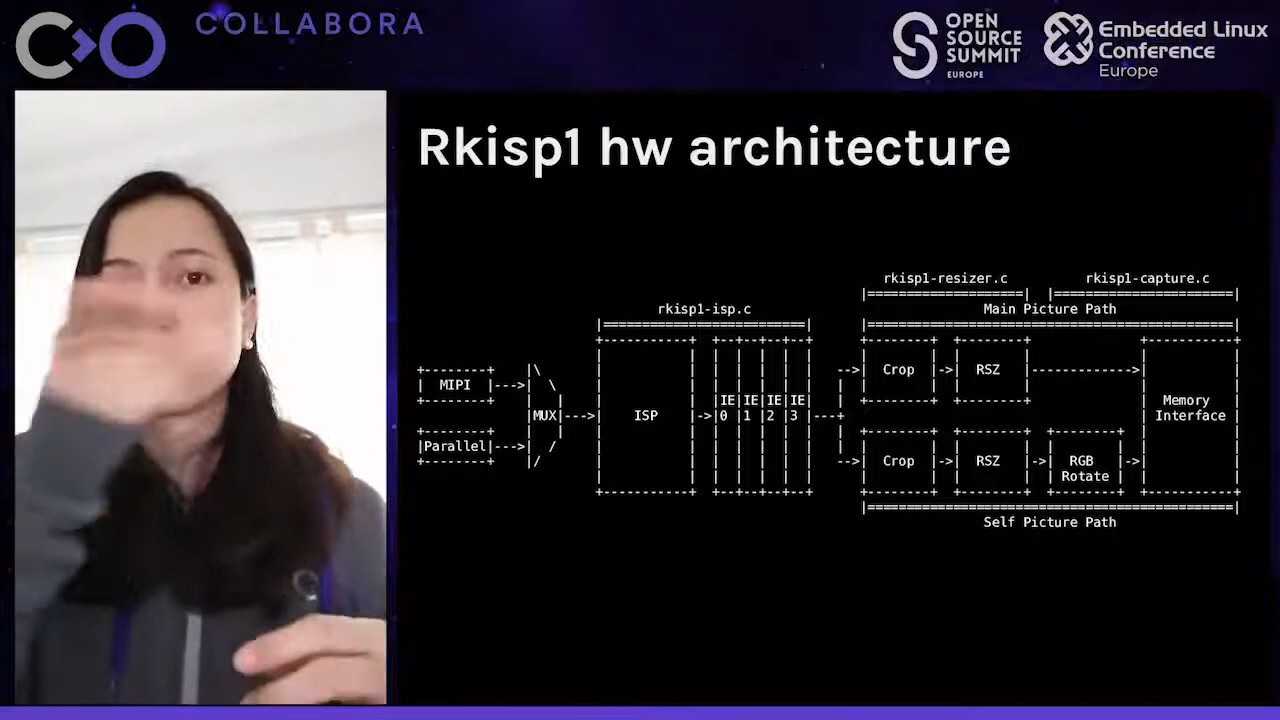 COLLABORA
OPEN
SOURCE
SUMMIT
EUROPE
Embedded Linux
Conference
Europe
Rkisp1 hw architecture
rkisp1-resizer.c
rkisp1-capture.c
rkisp1-isp.c
Main Picture Path
MIPI
Parallel
MUX
ISP
IE IE IE IE
0 1 2 3
Crop
RSZ
Crop
RSZ
RGB
Rotate
Memory
Interface
Self Picture Path